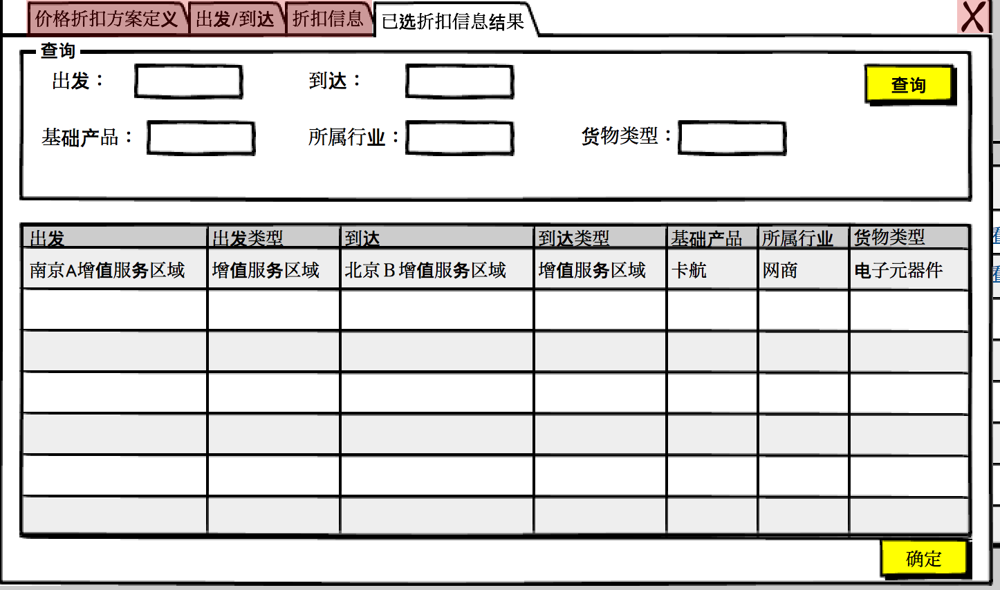 价格折扣方案定义 出发/到达 折扣信息 已选折扣信息结果 X
查询
出发： 到达： 查询
基础产品： 所属行业： 货物类型：
出发 出发类型 到达 到达类型 基础产品 所属行业 货物类型
南京A增值服务区域 增值服务区域 北京B增值服务区域 增值服务区域 卡航 网商 电子元器件
确定